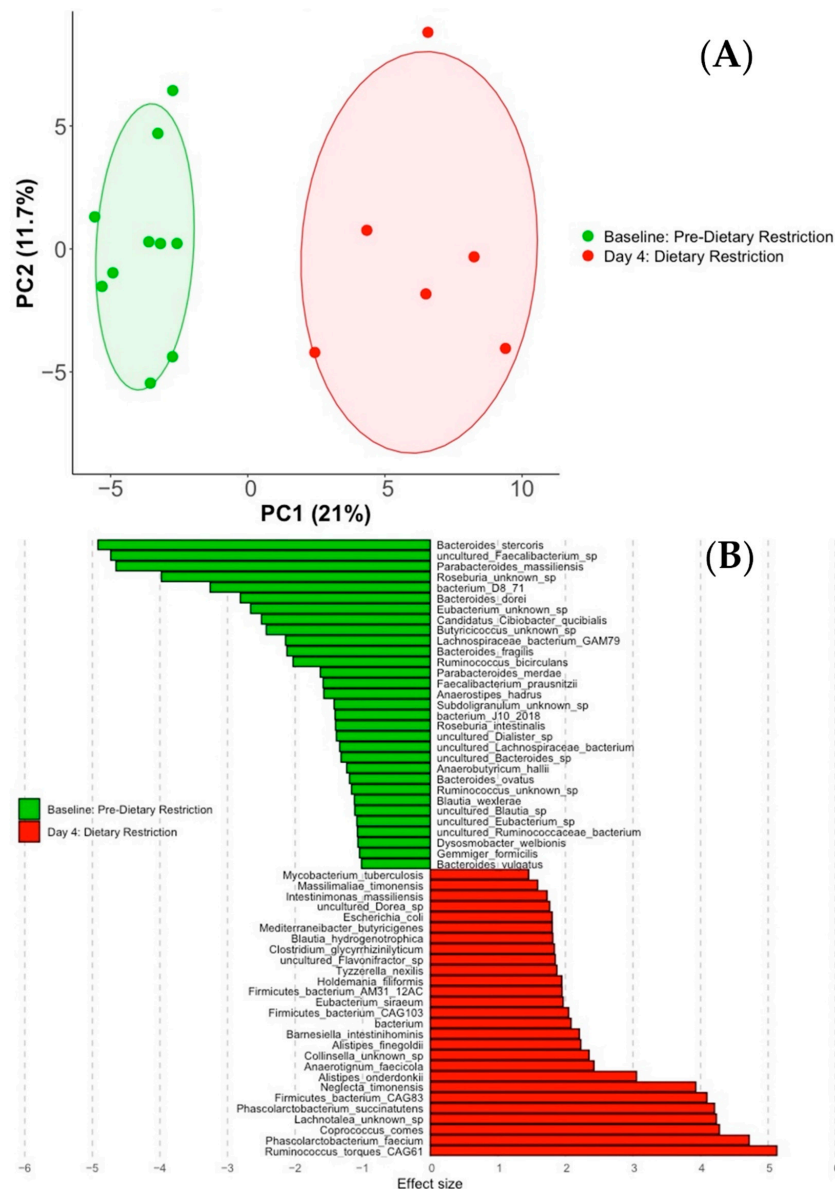 (A)
5
0
−5
PC2 (11.7%)
−5
0
5
10
PC1 (21%)
Baseline: Pre-Dietary Restriction
Day 4: Dietary Restriction
(B)
Bacteroides_stercoris
uncultured_Faecalibacterium_sp
Parabacteroides_massiliensis
Roseburia_unknown_sp
bacterium_D8_71
Bacteroides_dorei
Eubacterium_unknown_sp
Candidatus_Cibiobacter_qucibialis
Butyricicoccus_unknown_sp
Lachnospiraceae_bacterium_GAM79
Bacteroides_fragilis
Ruminococcus_bicirculans
Parabacteroides_merdae
Faecalibacterium_prausnitzii
Anaerostipes_hadrus
Subdoligranulum_unknown_sp
bacterium_J10_2018
Roseburia_intestinalis
uncultured_Dialister_sp
uncultured_Lachnospiraceae_bacterium
uncultured_Bacteroides_sp
Anaerobutyricum_hallii
Bacteroides_ovatus
Ruminococcus_unknown_sp
Blautia_wexlerae
uncultured_Blautia_sp
uncultured_Eubacterium_sp
uncultured_Ruminococcaceae_bacterium
Dysosmobacter_welbionis
Gemmiger_formicilis
Bacteroides_vulgatus
Baseline: Pre-Dietary Restriction
Day 4: Dietary Restriction
Mycobacterium_tuberculosis
Massilimaliae_timonensis
Intestinimonas_massiliensis
uncultured_Dorea_sp
Escherichia_coli
Mediterraneibacter_butyricigenes
Blautia_hydrogenotrophica
Clostridium_glycyrrhizinilyticum
uncultured_Flavonifractor_sp
Tyzzerella_nexilis
Holdemania_filiformis
Firmicutes_bacterium_AM31_12AC
Eubacterium_siraeum
Firmicutes_bacterium_CAG103
bacterium
Barnesiella_intestinihominis
Alistipes_finegoldii
Collinsella_unknown_sp
Anaerotignum_faecicola
Alistipes_onderdonkii
Neglecta_timonensis
Firmicutes_bacterium_CAG83
Phascolarctobacterium_succinatutens
Lachnotalea_unknown_sp
Coprococcus_comes
Phascolarctobacterium_faecium
Ruminococcus_torques_CAG61
−6 −5 −4 −3 −2 −1 0 1 2 3 4 5
Effect size